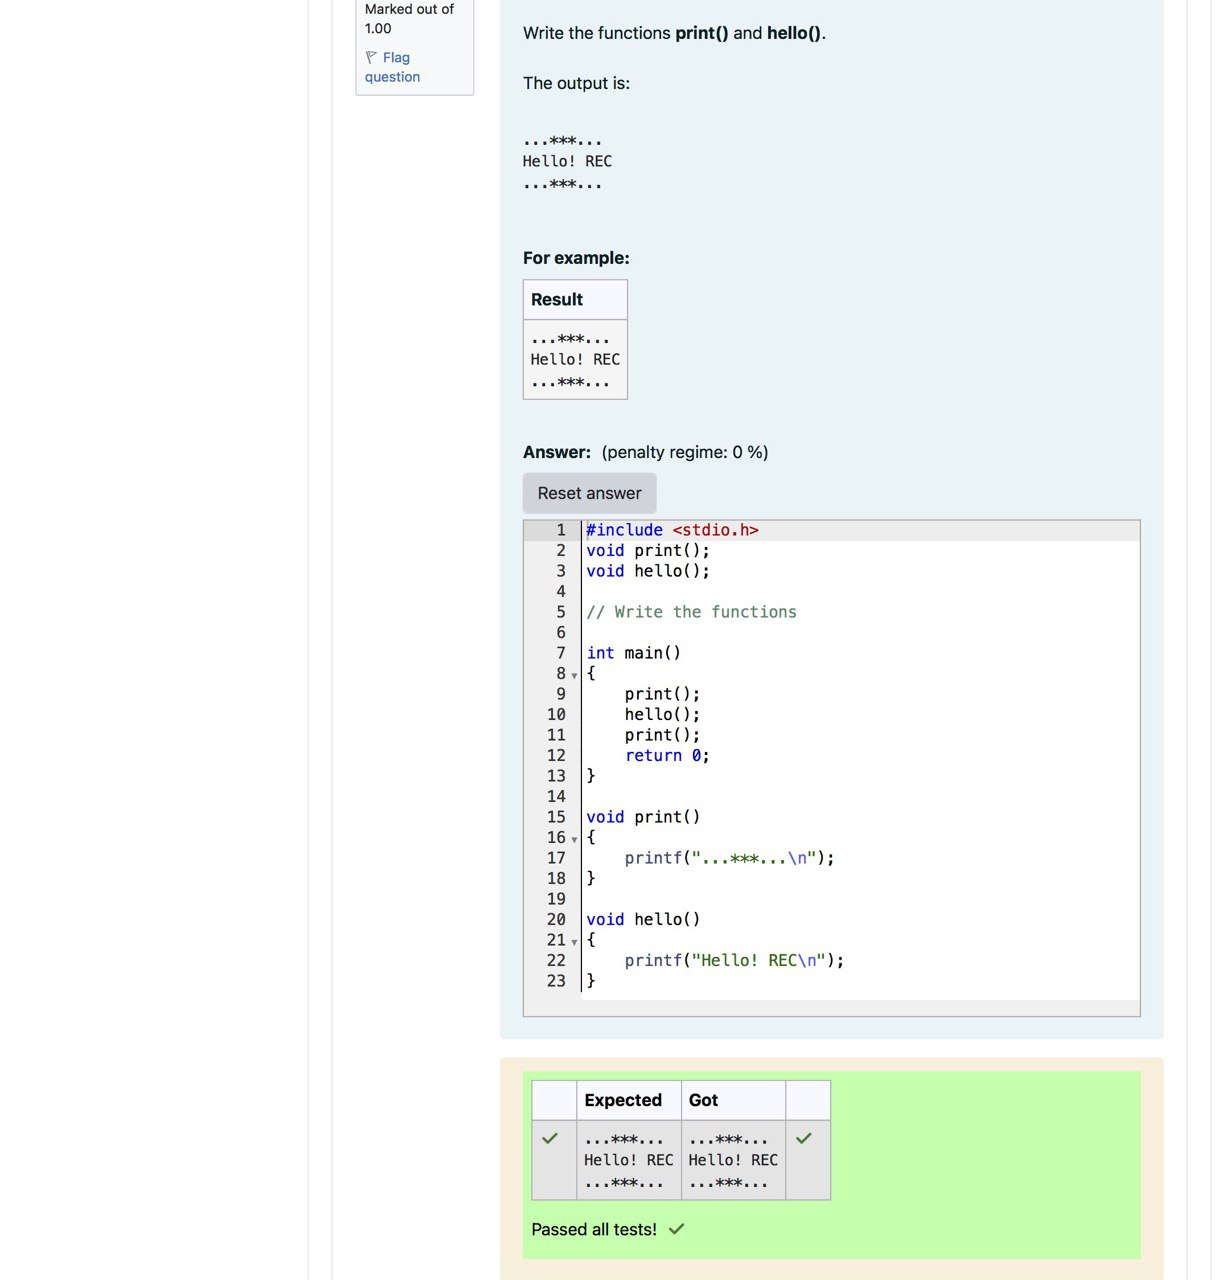 Marked out of
1.00
Flag
question
Write the functions print() and hello().
The output is:
...***...
Hello! REC
...***...
For example:
Result
...***...
Hello! REC
...***...
Answer: (penalty regime: 0 %)
Reset answer
1 #include <stdio.h>
2 void print();
3 void hello();
4
5 // Write the functions
6
7 int main()
8 {
9     print();
10     hello();
11     print();
12     return 0;
13 }
14
15 void print()
16 {
17     printf("...***...\n");
18 }
19
20 void hello()
21 {
22     printf("Hello! REC\n");
23 }
Expected Got
...***... ...***...
Hello! REC Hello! REC
...***... ...***...
Passed all tests!